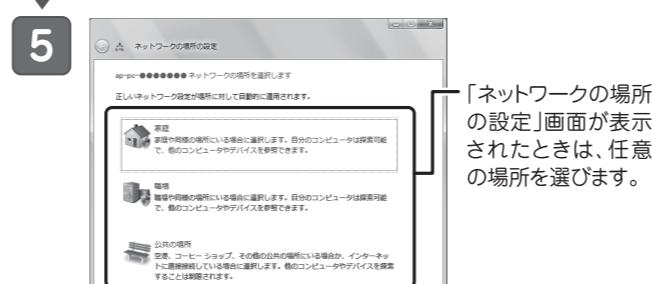 5
ネットワークの場所の設定
ap-pc-●●●●●●● ネットワークの場所を選択します
正しいネットワーク設定が場所に対して自動的に適用されます。
家庭
家庭や同様の場所にいる場合に選択します。自分のコンピュータは探索可能
で、他のコンピュータやデバイスを参照できます。
職場
職場や同様の場所にいる場合に選択します。自分のコンピュータは探索可能
で、他のコンピュータやデバイスを参照できます。
公共の場所
空港、コーヒー ショップ、その他の公共の場所にいる場合か、インターネッ
トに直接接続している場合に選択します。他のコンピュータやデバイスを探索
することは制限されます。
「ネットワークの場所
の設定」画面が表示
されたときは、任意
の場所を選びます。